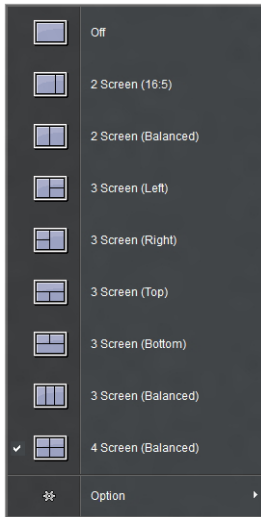 Off
2 Screen (16:5)
2 Screen (Balanced)
3 Screen (Left)
3 Screen (Right)
3 Screen (Top)
3 Screen (Bottom)
3 Screen (Balanced)
4 Screen (Balanced)
Option